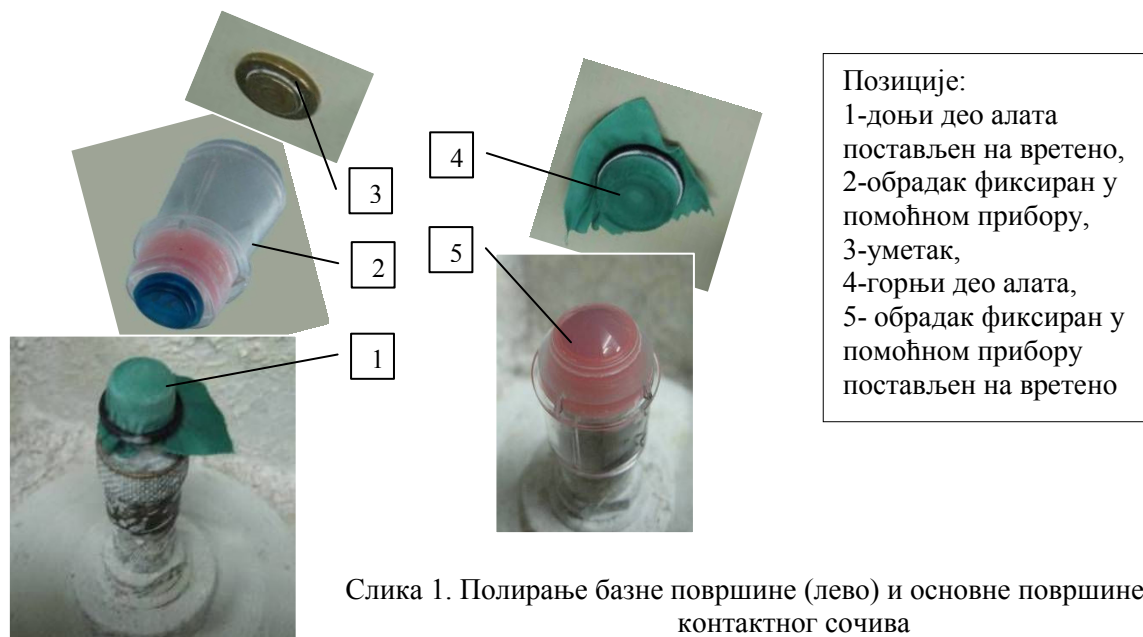 3
4
2
5
1
Позиције:
1-доњи део алата
постављен на вретено,
2-обрадак фиксиран у
помоћном прибору,
3-уметак,
4-горњи део алата,
5- обрадак фиксиран у
помоћном прибору
постављен на вретено
Слика 1. Полирање базне површине (лево) и основне површине
контактног сочива